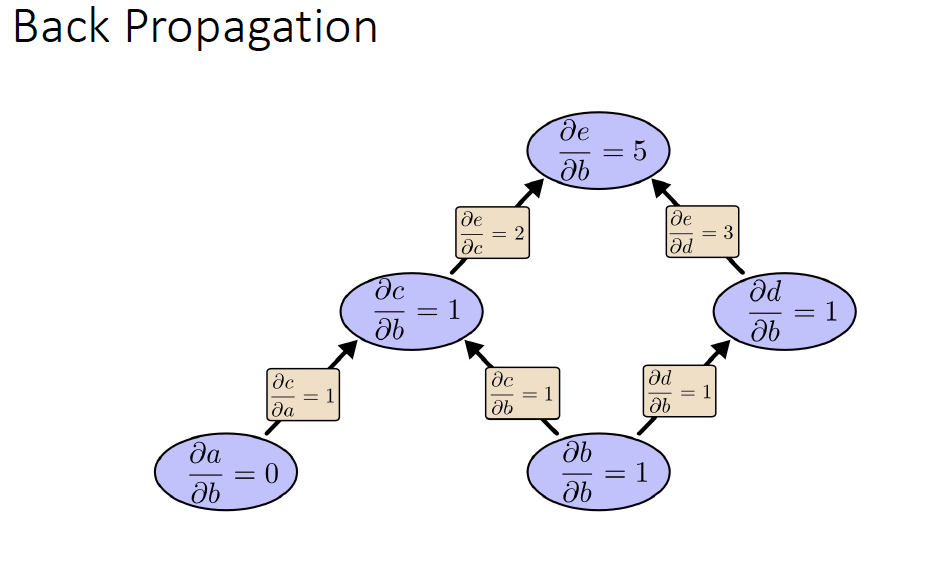 Back Propagation
∂e/∂b = 5
∂e/∂c = 2
∂e/∂d = 3
∂c/∂b = 1
∂d/∂b = 1
∂c/∂a = 1
∂c/∂b = 1
∂d/∂b = 1
∂a/∂b = 0
∂b/∂b = 1